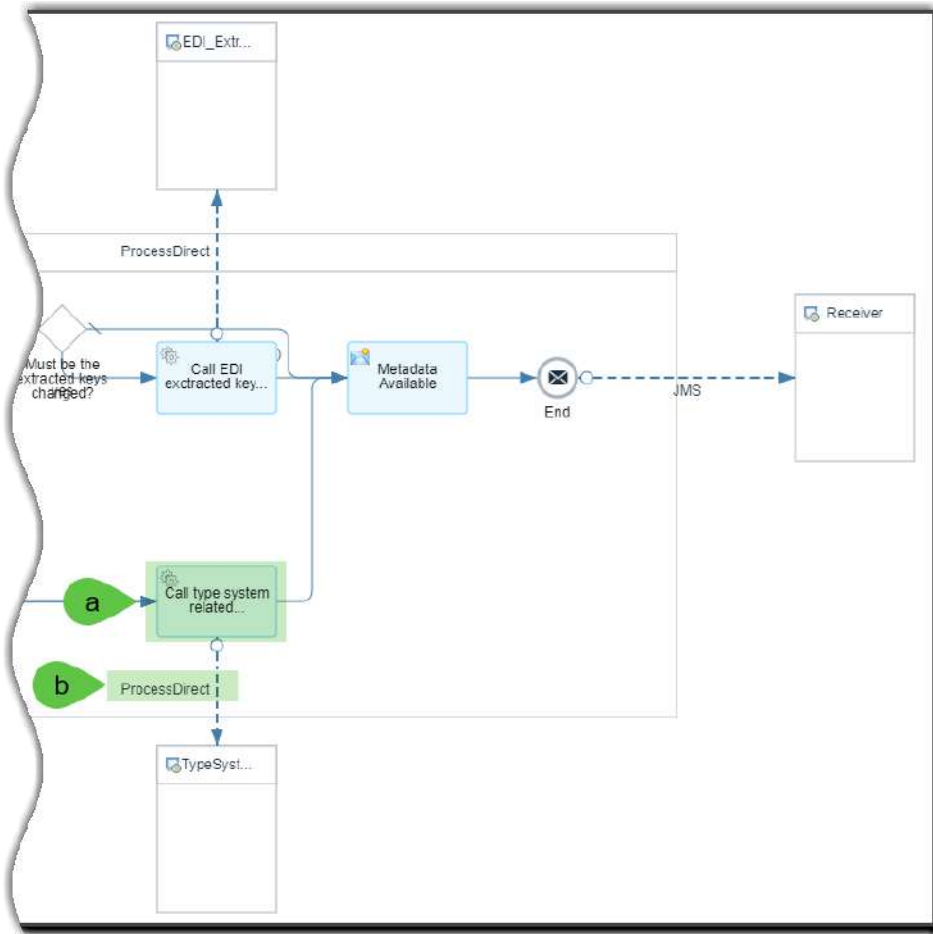 EDI_Extr...
ProcessDirect
Receiver
Must be the
extracted keys
changed?
yes
Call EDI
exctracted key...
Metadata
Available
End
JMS
a
Call type system
related...
b
ProcessDirect
TypeSyst...